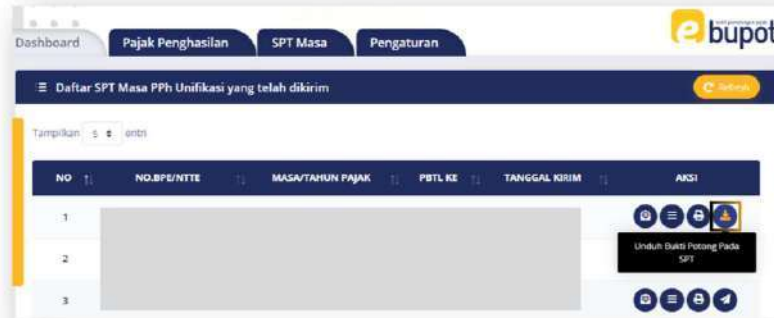 bupot
Dashboard Pajak Penghasilan SPT Masa Pengaturan
Daftar SPT Masa PPh Unifikasi yang telah dikirim Refresh
Tampilkan 5 entri
NO NO.BPE/NTTE MASA/TAHUN PAJAK PBTL KE TANGGAL KIRIM AKSI
1
Unduh Bukti Potong Pada
SPT
2
3